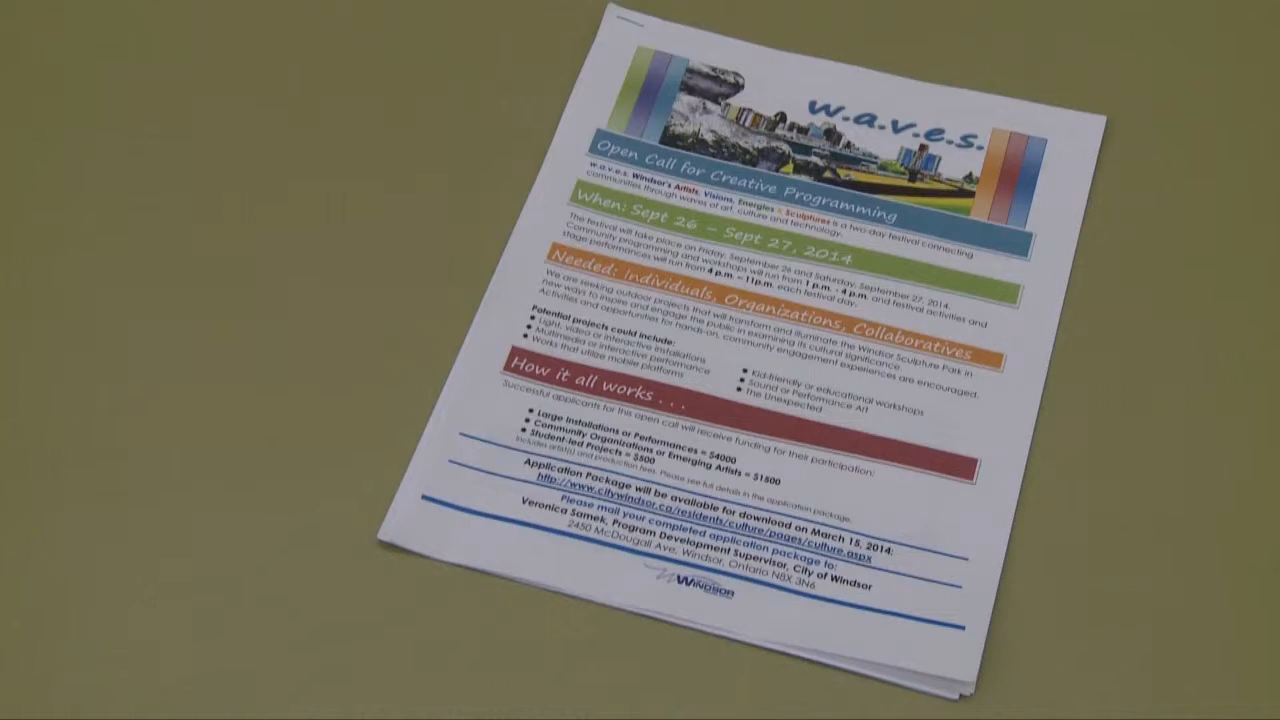 w.a.v.e.s.
Open Call for Creative Programming
w.a.v.e.s. Windsor's Artists, Visions, Energies & Sculptures is a two day festival connecting
communities through waves of art, culture and technology.
When: Sept 26 – Sept 27, 2014
The festival will take place on Friday, September 26 and Saturday, September 27, 2014.
Community programming and workshops will run from 1 p.m. - 4 p.m. and festival activities and
stage performances will run from 4 p.m. – 11p.m. each festival day.
Needed: Individuals, Organizations, Collaboratives
We are seeking outdoor projects that will transform and illuminate the Windsor Sculpture Park in
new ways to inspire and engage the public in examining its cultural significance.
Activities and opportunities for hands-on, community engagement experiences are encouraged.
Potential projects could include:
● Light, video or interactive installations
● Multimedia or interactive performance
● Works that utilize mobile platforms
● Kid-friendly or educational workshops
● Sound or Performance Art
● The Unexpected
How it all works . . .
Successful applicants for this open call will receive funding for their participation:
● Large Installations or Performances = $4000
● Community Organizations or Emerging Artists = $1500
● Student-led Projects = $500
Includes artist(s) and production fees. Please see full details in the application package.
Application Package will be available for download on March 15, 2014:
http://www.citywindsor.ca/residents/culture/pages/culture.aspx
Please mail your completed application package to:
Veronica Samek, Program Development Supervisor, City of Windsor
2450 McDougall Ave, Windsor, Ontario N8X 3N6
WINDSOR